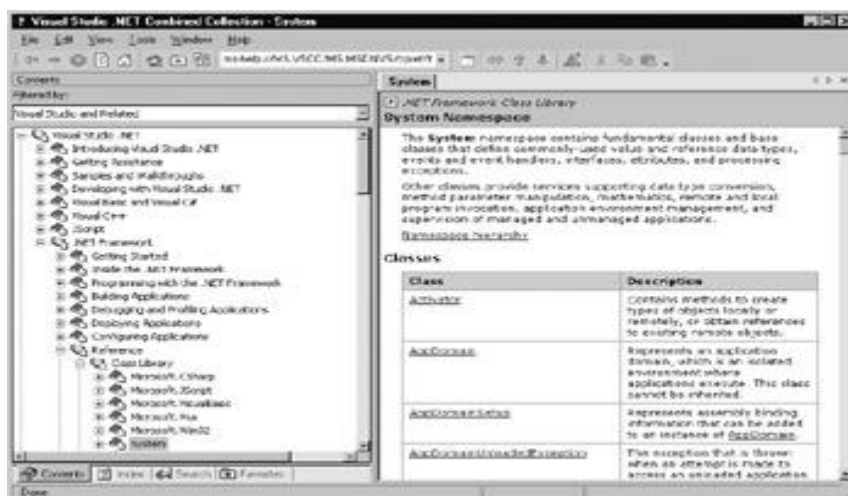 Visual Studio .NET Combined Collection - System
File Edit View Tools Window Help
Contents
Filtered by:
Visual Studio and Related
Visual Studio .NET
Introducing Visual Studio .NET
Getting Assistance
Samples and Walkthroughs
Developing with Visual Studio .NET
Visual Basic and Visual C#
Visual C++
JScript
.NET Framework
Getting Started
Inside the .NET Framework
Programming with the .NET Framework
Building Applications
Debugging and Profiling Applications
Deploying Applications
Configuring Applications
Reference
Class Library
Microsoft.CSharp
Microsoft.JScript
Microsoft.VisualBasic
Microsoft.Vsa
Microsoft.Win32
System
Contents Index Search Favorites
Done
System
.NET Framework Class Library
System Namespace
The System namespace contains fundamental classes and base
classes that define commonly-used value and reference data types,
events and event handlers, interfaces, attributes, and processing
exceptions.
Other classes provide services supporting data type conversion,
method parameter manipulation, mathematics, remote and local
program invocation, application environment management, and
supervision of managed and unmanaged applications.
Namespace hierarchy
Classes
Class Description
Activator Contains methods to create
types of objects locally or
remotely, or obtain references
to existing remote objects.
AppDomain Represents an application
domain, which is an isolated
environment where
applications execute. This class
cannot be inherited.
AppDomainSetup Represents assembly binding
information that can be added
to an instance of AppDomain.
AppDomainUnloadedException The exception that is thrown
when an attempt is made to
access an unloaded application